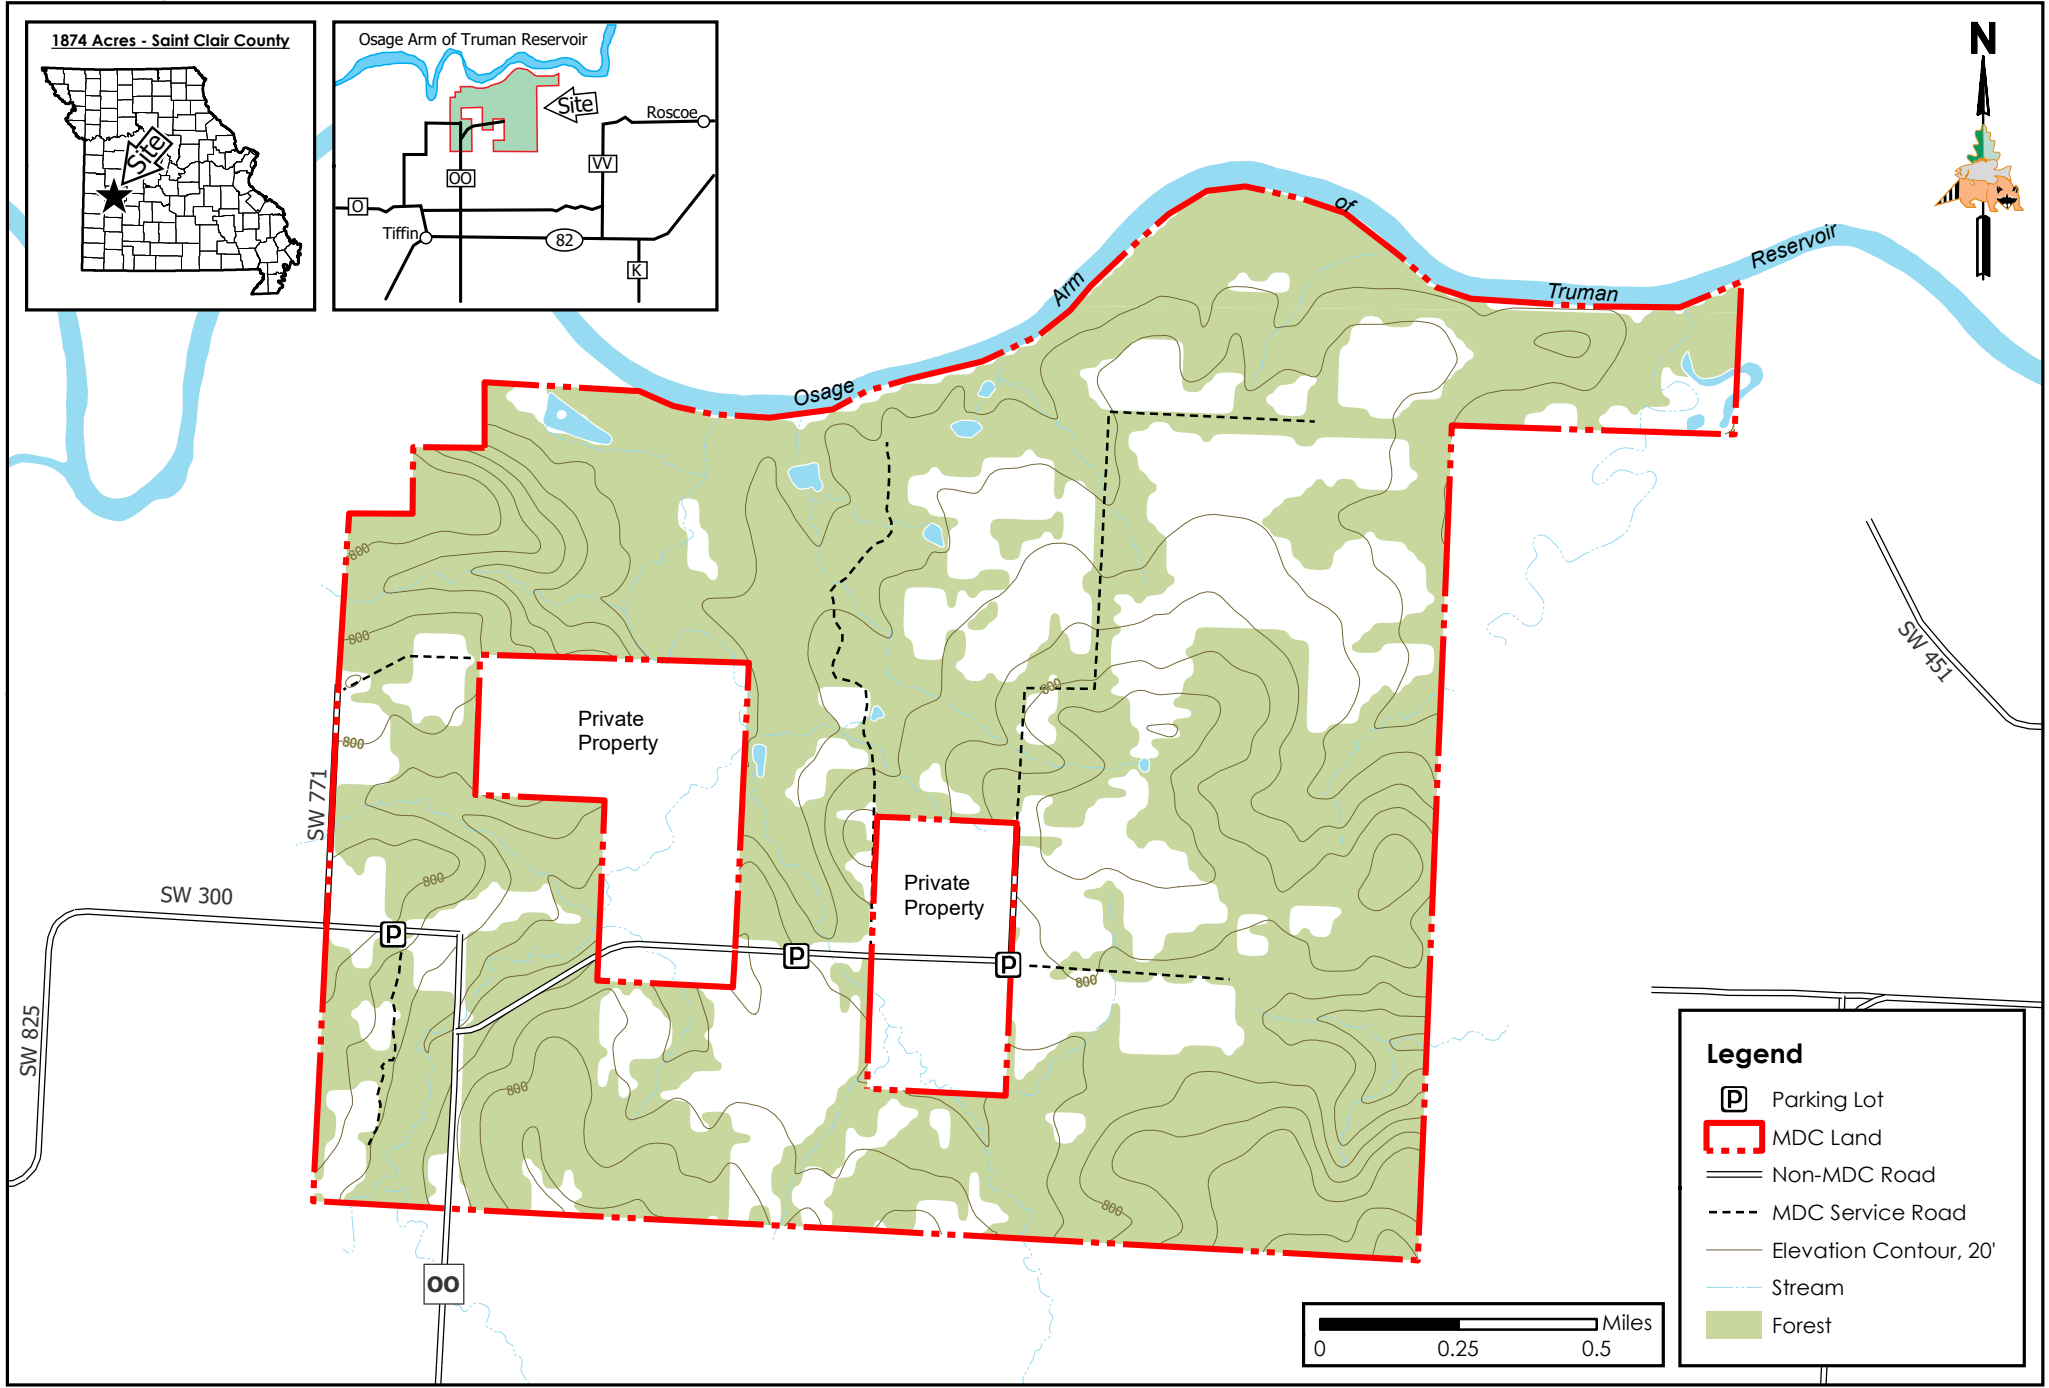 1874 Acres - Saint Clair County
Site
Osage Arm of Truman Reservoir
Site
Roscoe
VV
OO
O
Tiffin
82
K
N
of
Reservoir
Arm
Truman
Osage
800
800
800
800
SW 451
Private
Property
SW 771
800
Private
Property
SW 300
P
P
P
800
SW 825
800
800
OO
Legend
P Parking Lot
MDC Land
Non-MDC Road
MDC Service Road
Elevation Contour, 20'
Stream
Forest
Miles
0 0.25 0.5